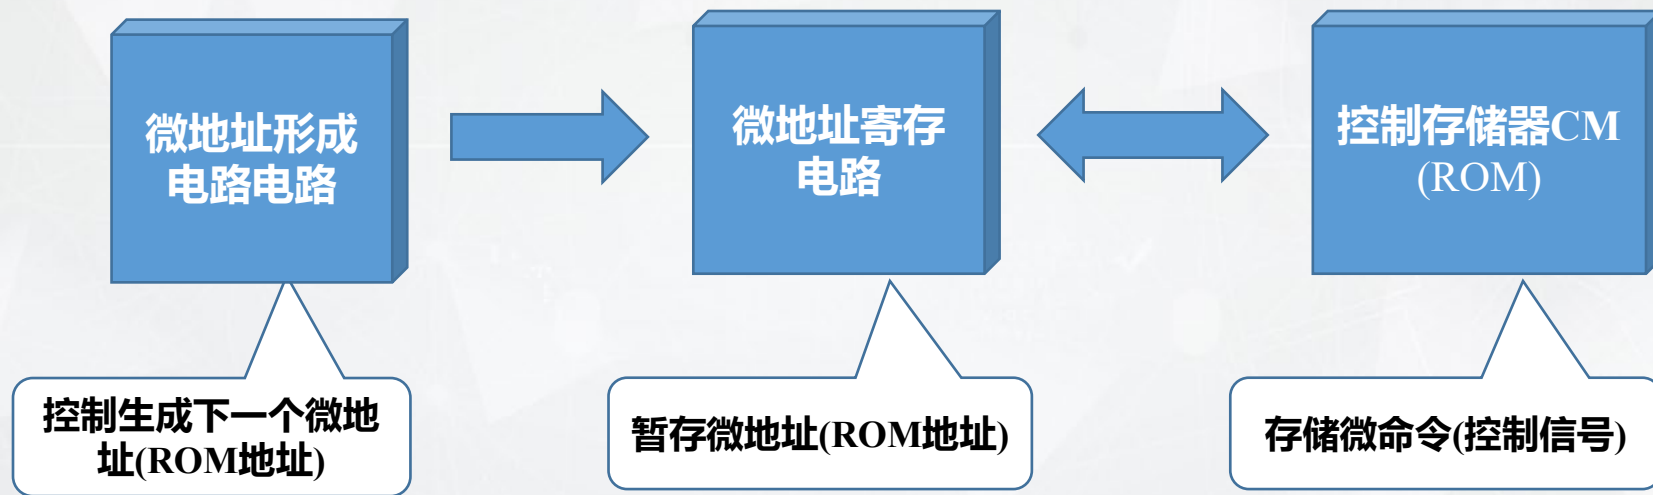 微地址形成
电路电路
微地址寄存
电路
控制存储器CM
(ROM)
控制生成下一个微地
址(ROM地址)
暂存微地址(ROM地址)
存储微命令(控制信号)